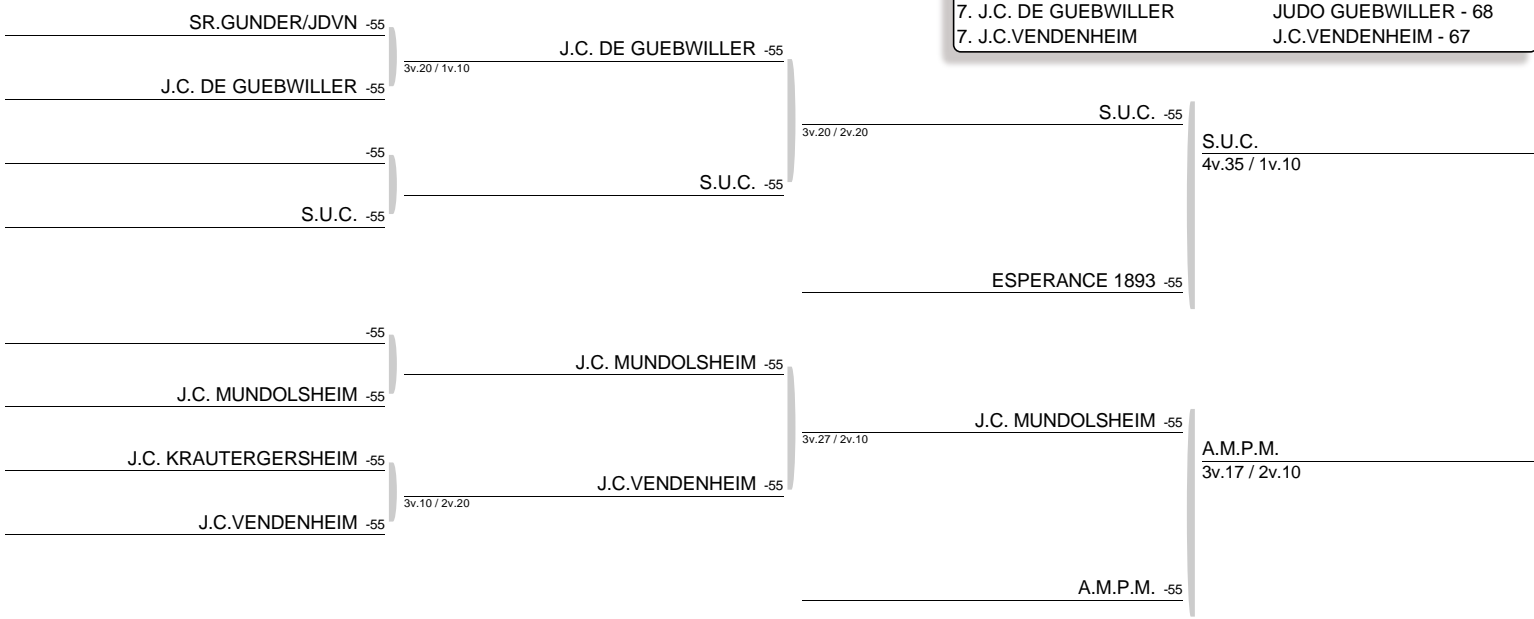 7. J.C. DE GUEBWILLER JUDO GUEBWILLER - 68
7. J.C.VENDENHEIM J.C.VENDENHEIM - 67
SR.GUNDER/JDVN -55
J.C. DE GUEBWILLER -55
3v.20 / 1v.10
J.C. DE GUEBWILLER -55
-55
S.U.C. -55
S.U.C. -55
3v.20 / 2v.20
S.U.C. -55
S.U.C.
4v.35 / 1v.10
ESPERANCE 1893 -55
-55
J.C. MUNDOLSHEIM -55
J.C. MUNDOLSHEIM -55
J.C. KRAUTERGERSHEIM -55
J.C.VENDENHEIM -55
3v.10 / 2v.20
J.C.VENDENHEIM -55
3v.27 / 2v.10
J.C. MUNDOLSHEIM -55
A.M.P.M.
3v.17 / 2v.10
A.M.P.M. -55